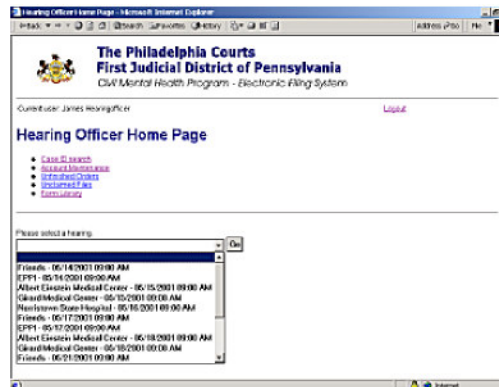 Hearing Officer Home Page - Microsoft Internet Explorer
Back Search Favorites History Address File
The Philadelphia Courts
First Judicial District of Pennsylvania
Civil Mental Health Program - Electronic Filing System
Current user: James Hearingofficer Logout
Hearing Officer Home Page
Case ID search
Account Maintenance
Unfinished Orders
Unclaimed Files
Form Library
Please select a hearing:
Go
Friends - 05/14/2001 09:00 AM
EPPI - 05/14/2001 09:00 AM
Albert Einstein Medical Center - 05/15/2001 09:00 AM
Girard Medical Center - 05/15/2001 09:00 AM
Norristown State Hospital - 05/16/2001 09:00 AM
Friends - 05/17/2001 09:00 AM
EPPI - 05/17/2001 09:00 AM
Albert Einstein Medical Center - 05/18/2001 09:00 AM
Girard Medical Center - 05/18/2001 09:00 AM
Friends - 05/21/2001 09:00 AM
Internet